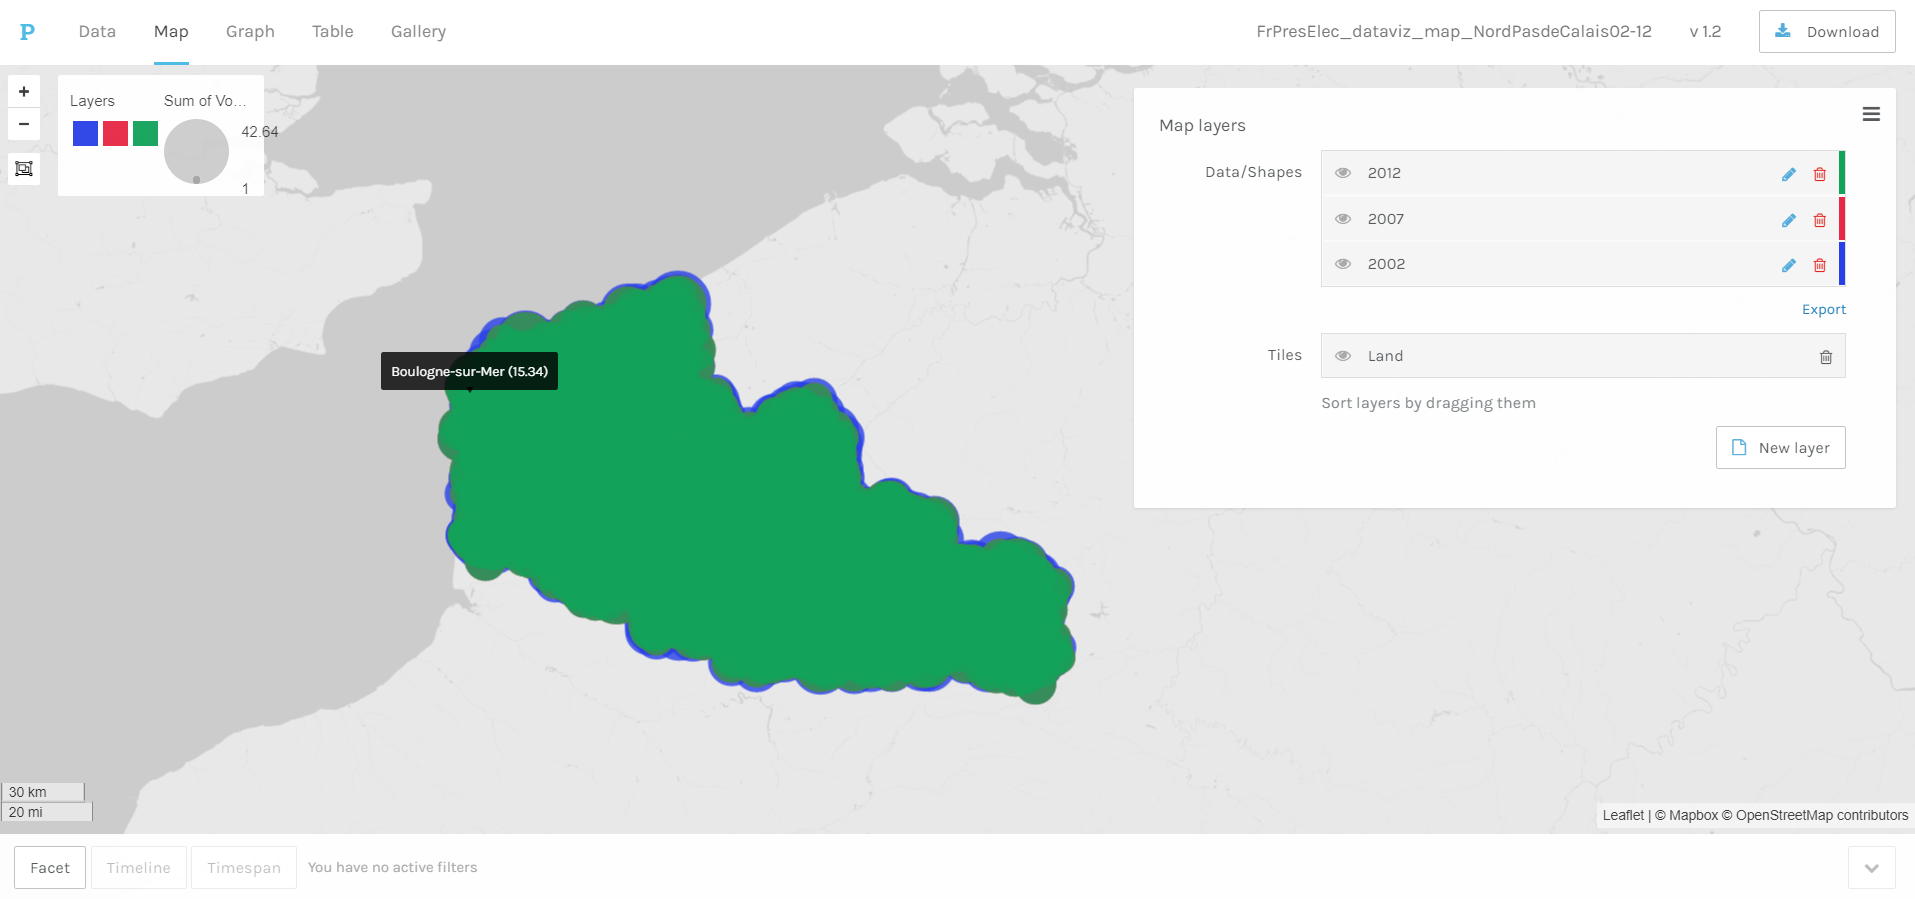 P
Data
Map
Graph
Table
Gallery
FrPresElec_dataviz_map_NordPasdeCalais02-12
v 1.2
Download
+
−
Layers
Sum of Vo...
42.64
1
Map layers
Data/Shapes
2012
2007
2002
Export
Tiles
Land
Sort layers by dragging them
New layer
Boulogne-sur-Mer (15.34)
30 km
20 mi
Leaflet | © Mapbox © OpenStreetMap contributors
Facet
Timeline
Timespan
You have no active filters